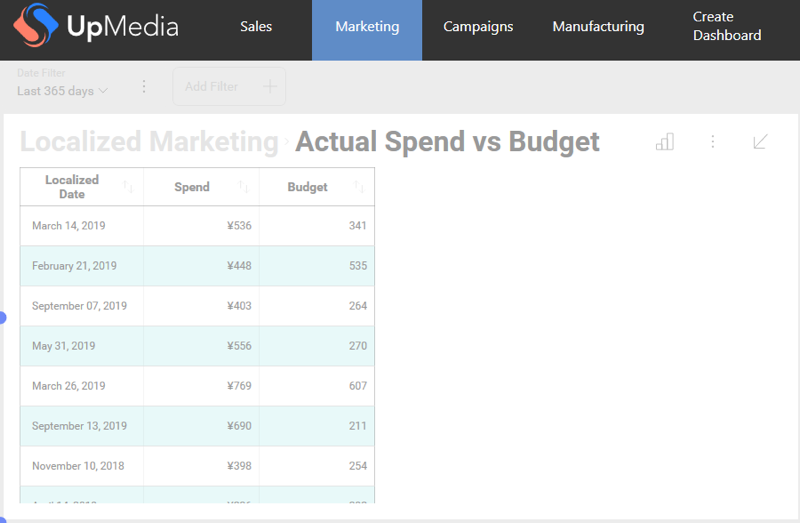 UpMedia
Sales
Marketing
Campaigns
Manufacturing
Create
Dashboard
Date Filter
Last 365 days
Add Filter
Localized Marketing Actual Spend vs Budget
Localized
Date
Spend
Budget
March 14, 2019 ¥536 341
February 21, 2019 ¥448 535
September 07, 2019 ¥403 264
May 31, 2019 ¥556 270
March 26, 2019 ¥769 607
September 13, 2019 ¥690 211
November 10, 2018 ¥398 254